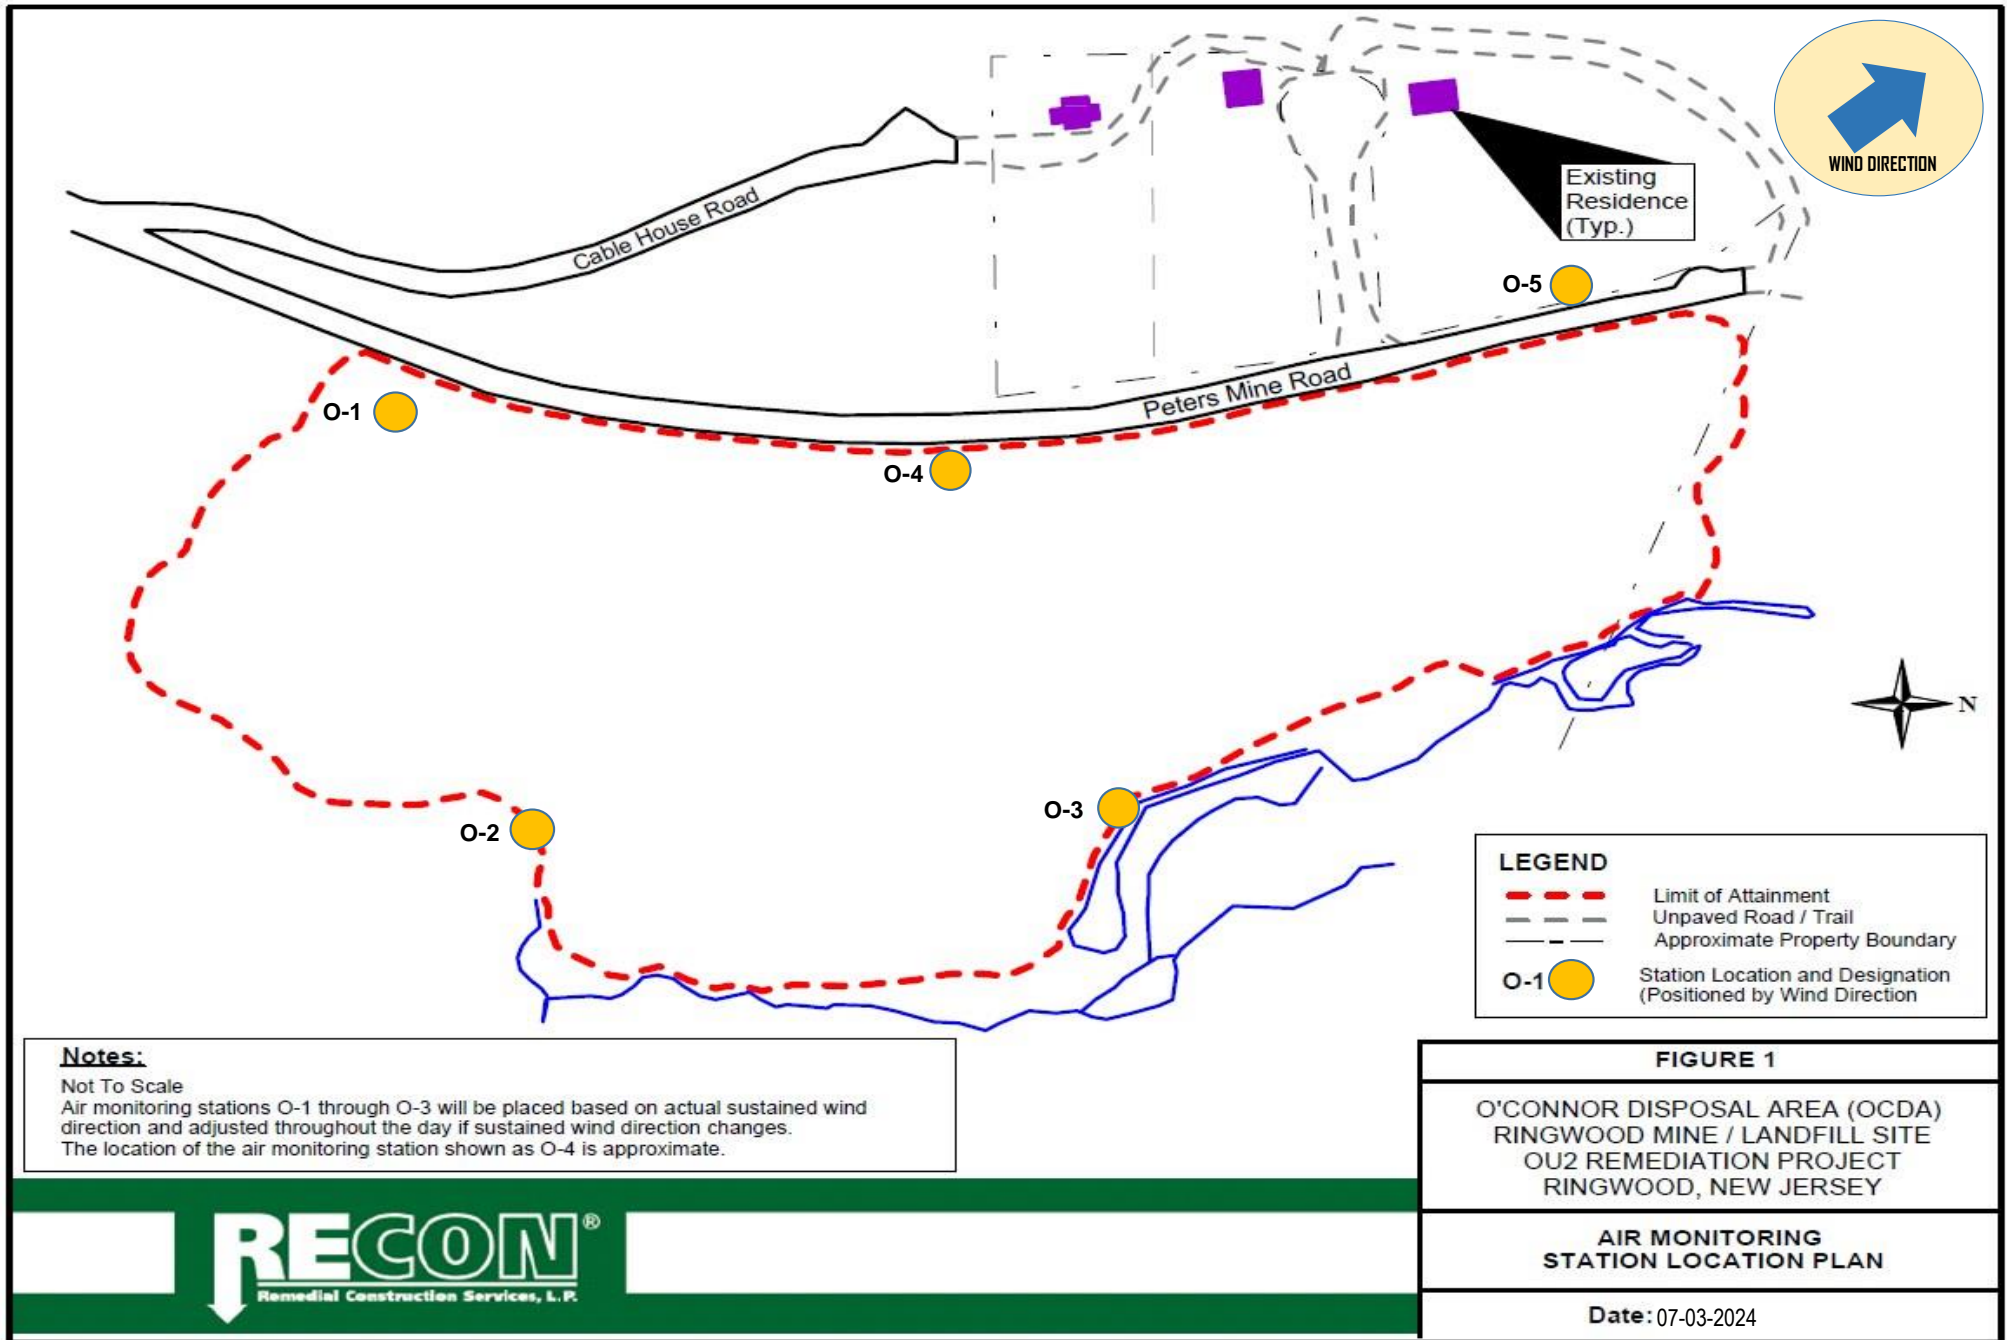 WIND DIRECTION
Existing
Residence
(Typ.)
Cable House Road
O-5
Peters Mine Road
O-1
O-4
N
O-3
O-2
LEGEND
Limit of Attainment
Unpaved Road / Trail
Approximate Property Boundary
O-1
Station Location and Designation
(Positioned by Wind Direction
Notes:
Not To Scale
Air monitoring stations O-1 through O-3 will be placed based on actual sustained wind
direction and adjusted throughout the day if sustained wind direction changes.
The location of the air monitoring station shown as O-4 is approximate.
FIGURE 1
O'CONNOR DISPOSAL AREA (OCDA)
RINGWOOD MINE / LANDFILL SITE
OU2 REMEDIATION PROJECT
RINGWOOD, NEW JERSEY
AIR MONITORING
STATION LOCATION PLAN
Date: 07-03-2024
RECON®
Remedial Construction Services, L.P.